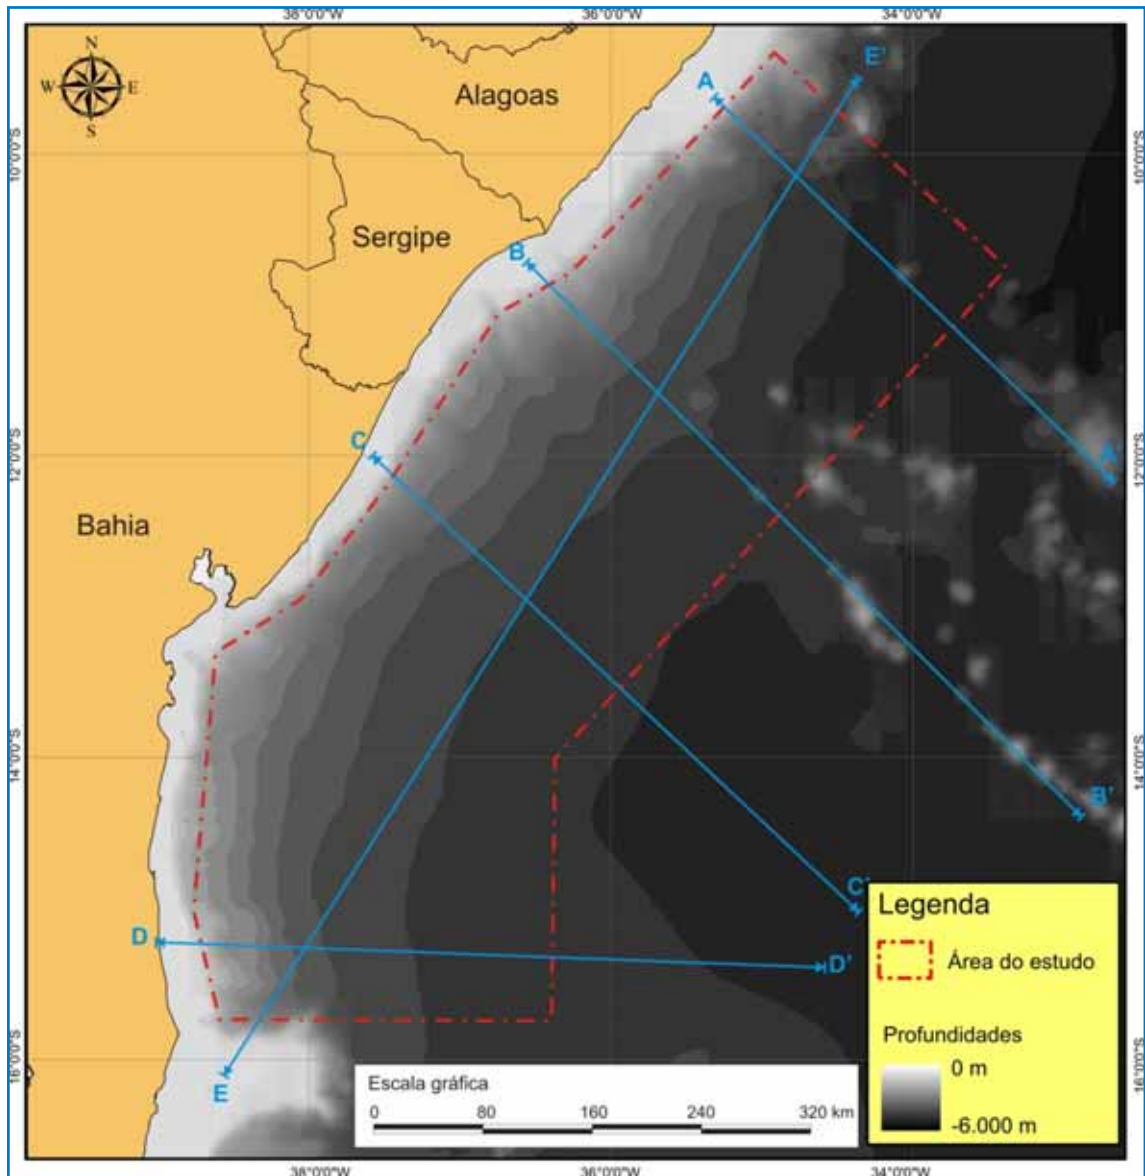 38°0'0"W
36°0'0"W
34°0'0"W
N
W
E
S
A
E'
Alagoas
10°0'0"S
10°0'0"S
Sergipe
B
C
A'
12°0'0"S
12°0'0"S
Bahia
14°0'0"S
14°0'0"S
B'
C'
D
D'
E
16°0'0"S
16°0'0"S
Legenda
Área do estudo
Profundidades
0 m
-6.000 m
Escala gráfica
0 80 160 240 320 km
38°0'0"W
36°0'0"W
34°0'0"W